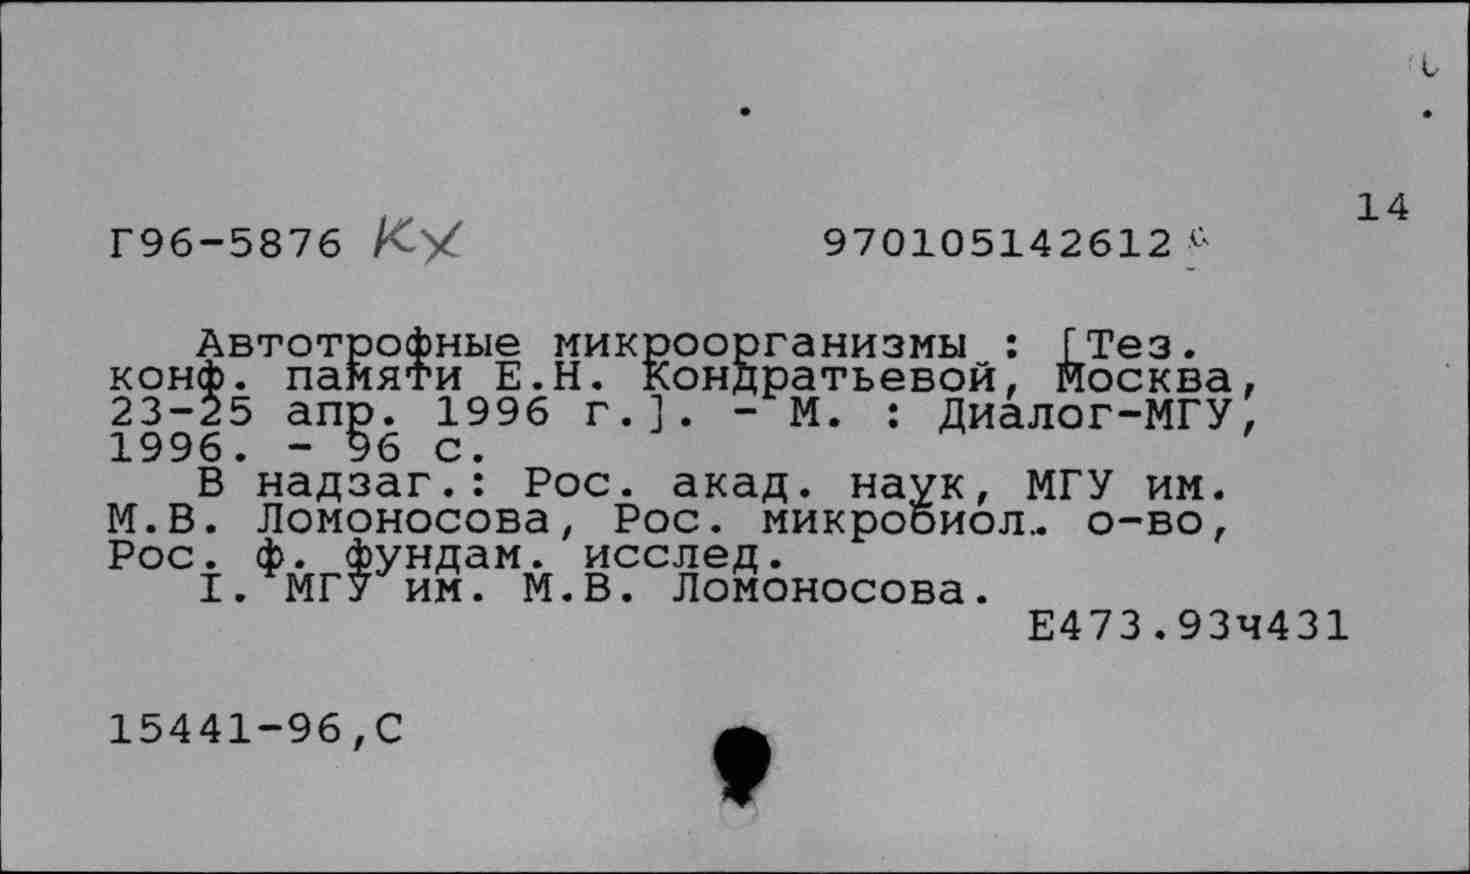 14
Г96-5876 КХ 970105142612
Автотрофные микроорганизмы : [Тез.
конф. памяти Е.Н. Кондратьевой, Москва,
23-25 апр. 1996 г.]. - М. : Диалог-МГУ,
1996. - 96 с.
В надзаг.: Рос. акад. наук, МГУ им.
М.В. Ломоносова, Рос. микробиол. о-во,
Рос. ф. фундам. исслед.
I. МГУ им. М.В. Ломоносова.
Е473.93ч431
15441-96,С